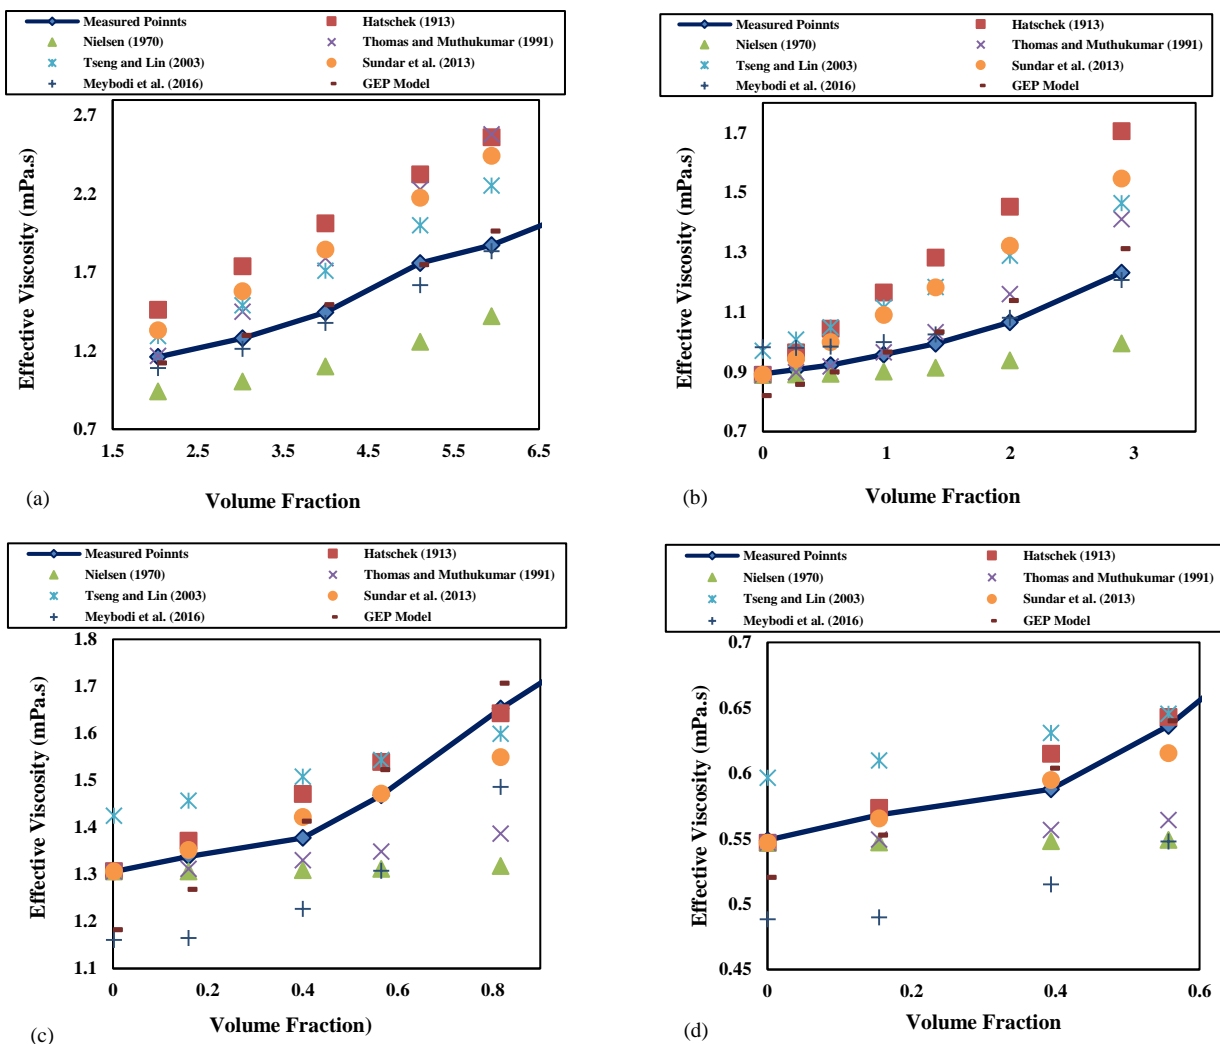 Measured Poinnts Hatschek (1913)
Nielsen (1970) Thomas and Muthukumar (1991)
Tseng and Lin (2003) Sundar et al. (2013)
Meybodi et al. (2016) GEP Model
Effective Viscosity (mPa.s)
2.7
2.2
1.7
1.2
0.7
1.5 2.5 3.5 4.5 5.5 6.5
Volume Fraction
(a)
Measured Poinnts Hatschek (1913)
Nielsen (1970) Thomas and Muthukumar (1991)
Tseng and Lin (2003) Sundar et al. (2013)
Meybodi et al. (2016) GEP Model
Effective Viscosity (mPa.s)
1.7
1.5
1.3
1.1
0.9
0.7
0 1 2 3
Volume Fraction
(b)
Measured Poinnts Hatschek (1913)
Nielsen (1970) Thomas and Muthukumar (1991)
Tseng and Lin (2003) Sundar et al. (2013)
Meybodi et al. (2016) GEP Model
Effective Viscosity (mPa.s)
1.8
1.7
1.6
1.5
1.4
1.3
1.2
1.1
0 0.2 0.4 0.6 0.8
Volume Fraction)
(c)
Measured Poinnts Hatschek (1913)
Nielsen (1970) Thomas and Muthukumar (1991)
Tseng and Lin (2003) Sundar et al. (2013)
Meybodi et al. (2016) GEP Model
Effective Viscosity (mPa.s)
0.7
0.65
0.6
0.55
0.5
0.45
0 0.2 0.4 0.6
Volume Fraction
(d)